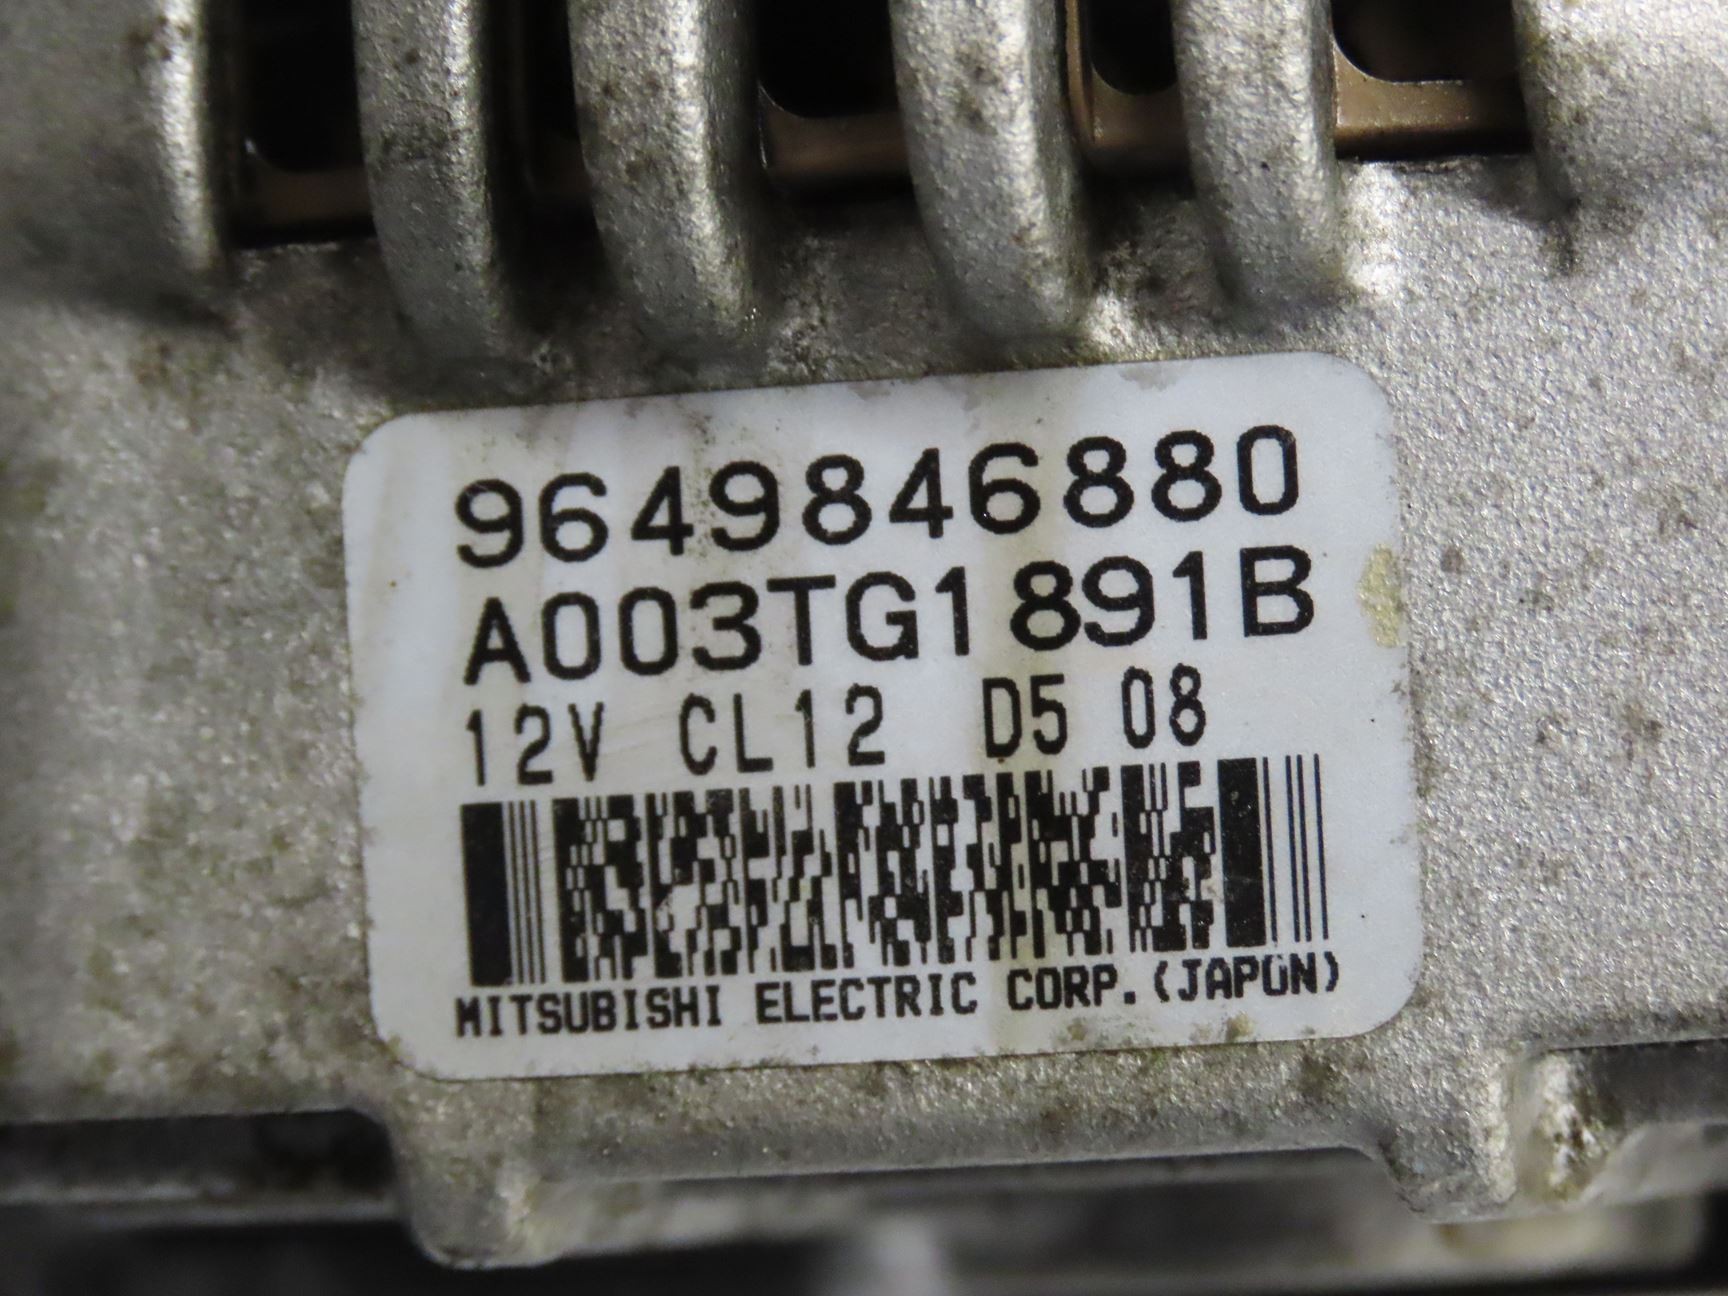 9649846880
A003TG1891B
12V CL12 D5 08
MITSUBISHI ELECTRIC CORP.(JAPON)